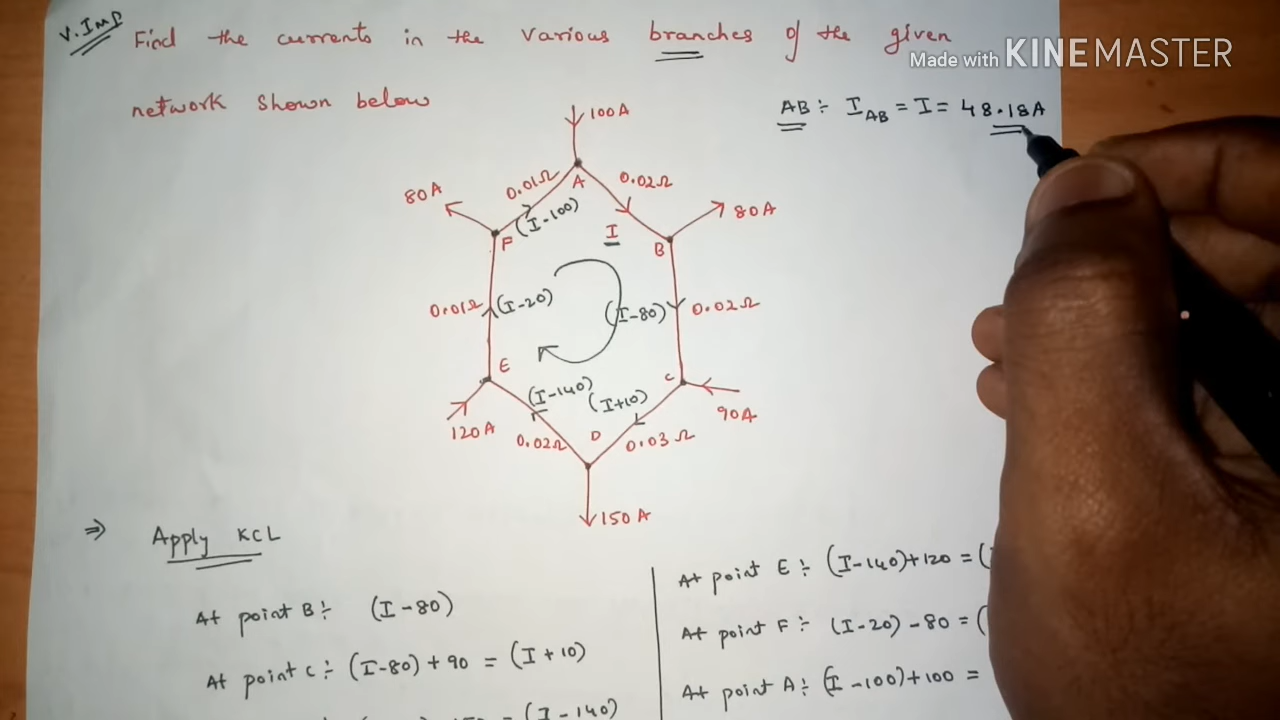 V. Imp
Find the currents in the various branches of the given
Made with KINEMASTER
network shown below
AB :- I_AB = I = 48.18A
100A
80A
0.01Ω
A
0.02Ω
80A
F
(I-100)
I
B
0.01Ω
(I-20)
(I-80)
0.02Ω
E
C
(I-140)
(I+10)
90A
120A
0.02Ω
D
0.03Ω
150A
⇒ Apply KCL
At point B :- (I-80)
At point C :- (I-80) + 90 = (I+10)
= (I-140)
At point E :- (I-140)+120 = (
At point F :- (I-20) - 80 = (
At point A :- (I-100)+100 =